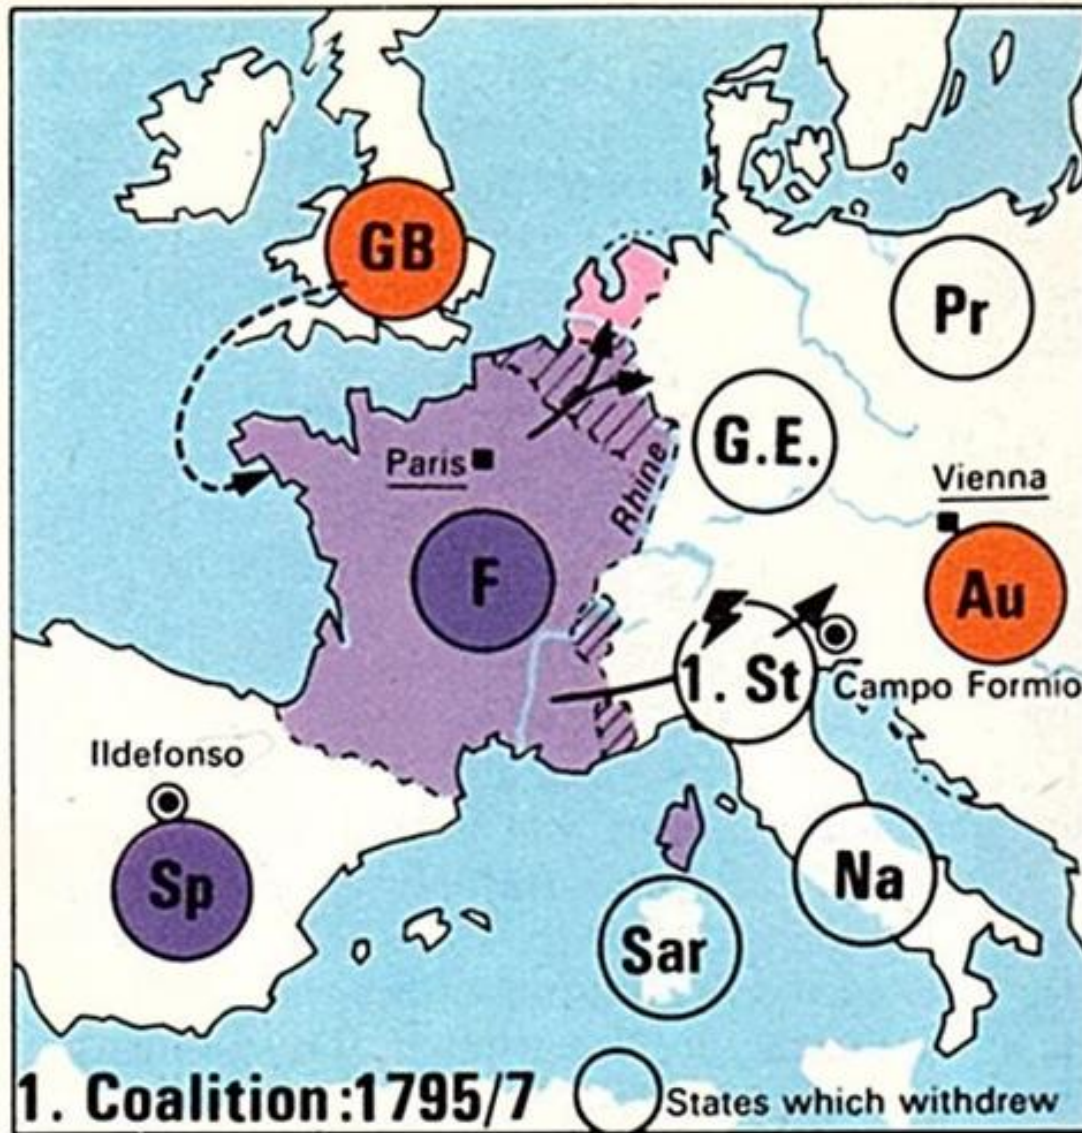 GB
Pr
G.E.
Paris
Rhine
Vienna
F
Au
1. St
Campo Formio
Ildefonso
Sp
Na
Sar
1. Coalition:1795/7
States which withdrew